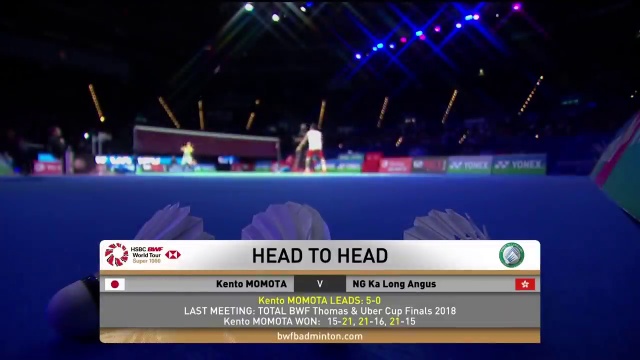 YONEX
YONEX
HSBC BWF
World Tour
Super 1000
HEAD TO HEAD
Kento MOMOTA V NG Ka Long Angus
Kento MOMOTA LEADS: 5-0
LAST MEETING: TOTAL BWF Thomas & Uber Cup Finals 2018
Kento MOMOTA WON: 15-21, 21-16, 21-15
bwfbadminton.com